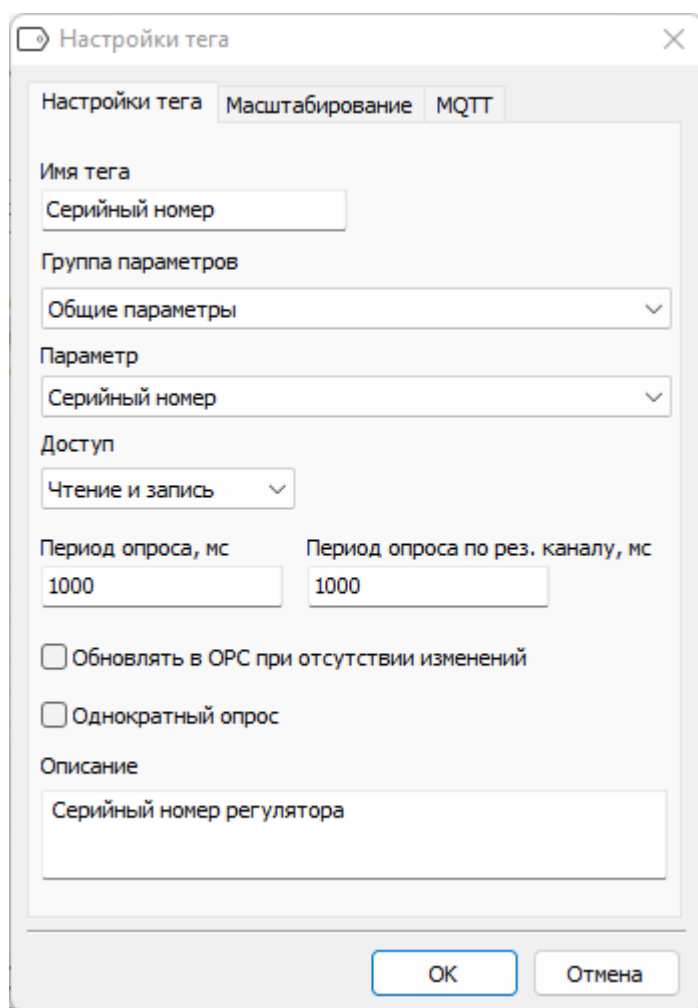 Настройки тега
Настройки тега Масштабирование MQTT
Имя тега
Серийный номер
Группа параметров
Общие параметры
Параметр
Серийный номер
Доступ
Чтение и запись
Период опроса, мс Период опроса по рез. каналу, мс
1000 1000
Обновлять в OPC при отсутствии изменений
Однократный опрос
Описание
Серийный номер регулятора
OK Отмена